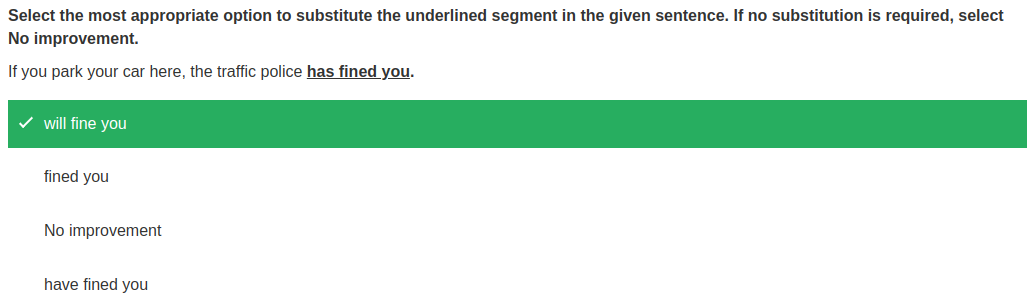 Select the most appropriate option to substitute the underlined segment in the given sentence. If no substitution is required, select
No improvement.
If you park your car here, the traffic police has fined you.
will fine you
fined you
No improvement
have fined you